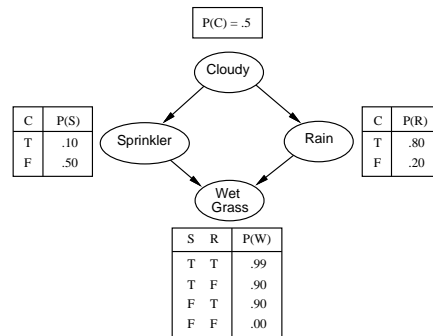 P(C) = .5
Cloudy
C P(S)
T .10
F .50
Sprinkler
Rain
C P(R)
T .80
F .20
Wet
Grass
S R P(W)
T T .99
T F .90
F T .90
F F .00